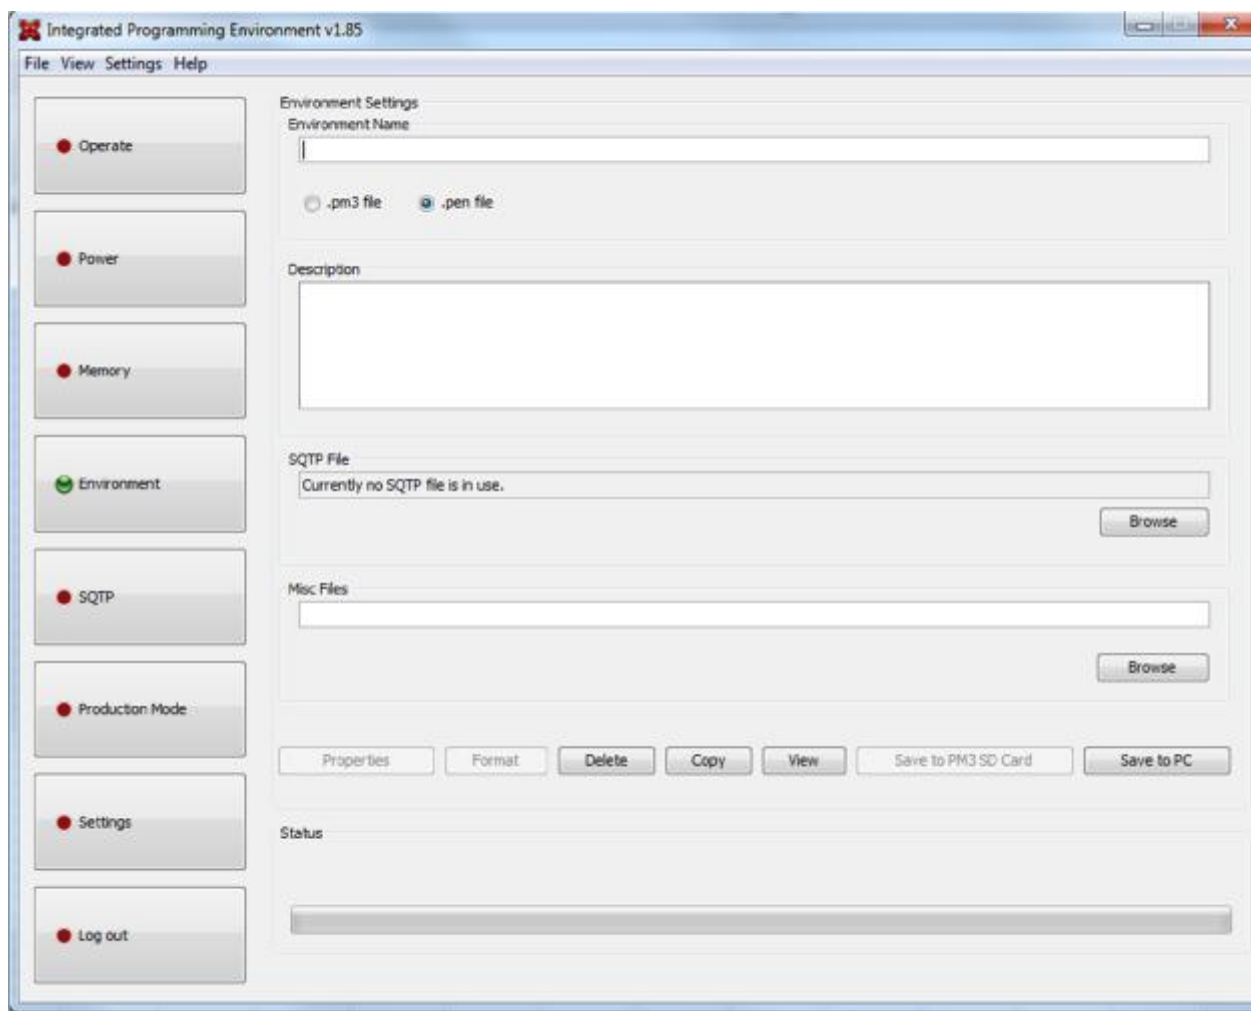 Integrated Programming Environment v1.85
File View Settings Help
Operate
Power
Memory
Environment
SQTP
Production Mode
Settings
Log out
Environment Settings
Environment Name
.pm3 file .pen file
Description
SQTP File
Currently no SQTP file is in use.
Browse
Misc Files
Browse
Properties Format Delete Copy View Save to PM3 SD Card Save to PC
Status